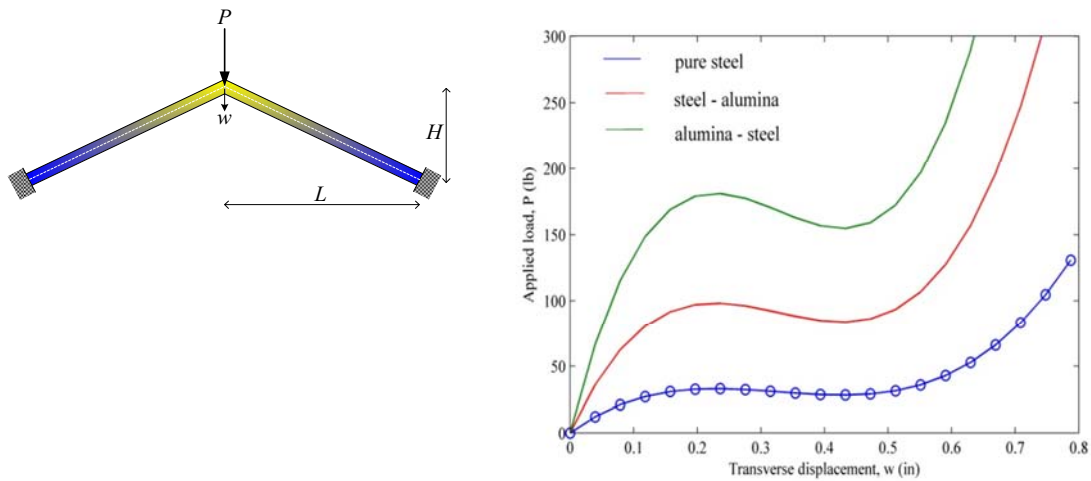 P
w
H
L
300
250
200
150
100
50
0
pure steel
steel - alumina
alumina - steel
Applied load, P (lb)
0 0.1 0.2 0.3 0.4 0.5 0.6 0.7 0.8
Transverse displacement, w (in)